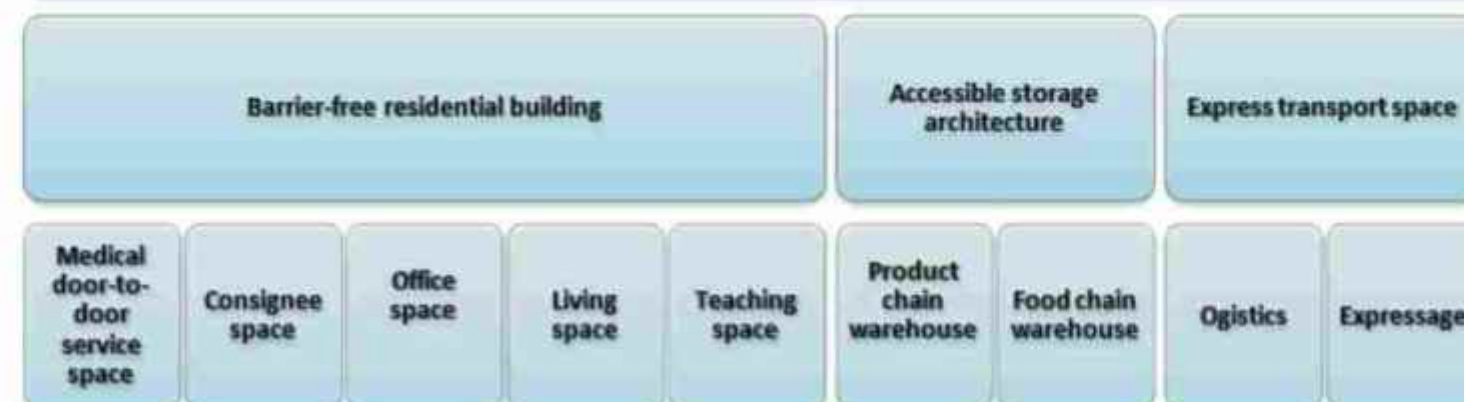 Barrier-free residential building
Accessible storage
architecture
Express transport space
Medical
door-to-
door
service
space
Consignee
space
Office
space
Living
space
Teaching
space
Product
chain
warehouse
Food chain
warehouse
Ogistics
Expressage